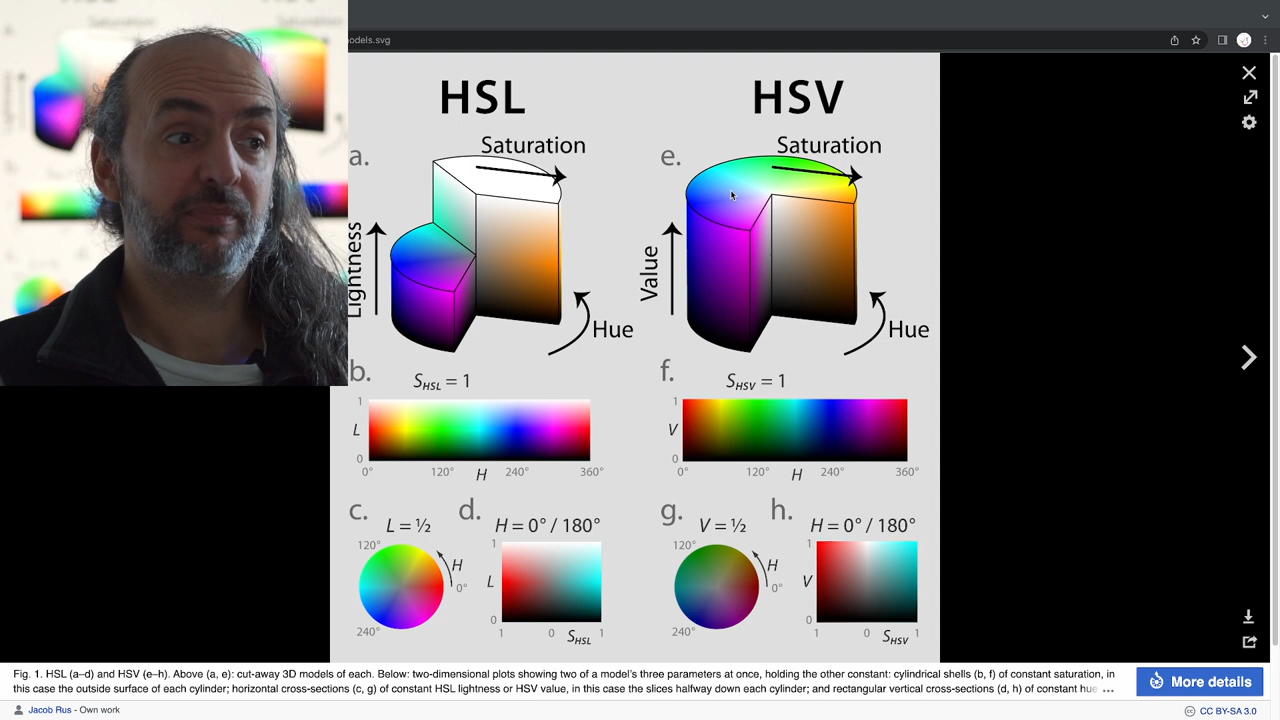 odels.svg
HSL
HSV
a.
Saturation
e.
Saturation
Lightness
Value
Hue
Hue
b.
S_HSL = 1
f.
S_HSV = 1
1
L
0
0° 120° 240° 360°
H
1
V
0
0° 120° 240° 360°
H
c.
L = ½
d.
H = 0° / 180°
g.
V = ½
h.
H = 0° / 180°
120°
H
0°
240°
1
L
0
1 0 S_HSL 1
120°
H
0°
240°
1
V
0
1 0 S_HSV 1
Fig. 1. HSL (a–d) and HSV (e–h). Above (a, e): cut-away 3D models of each. Below: two-dimensional plots showing two of a model's three parameters at once, holding the other constant: cylindrical shells (b, f) of constant saturation, in
this case the outside surface of each cylinder; horizontal cross-sections (c, g) of constant HSL lightness or HSV value, in this case the slices halfway down each cylinder; and rectangular vertical cross-sections (d, h) of constant hue ...
More details
Jacob Rus - Own work
CC BY-SA 3.0